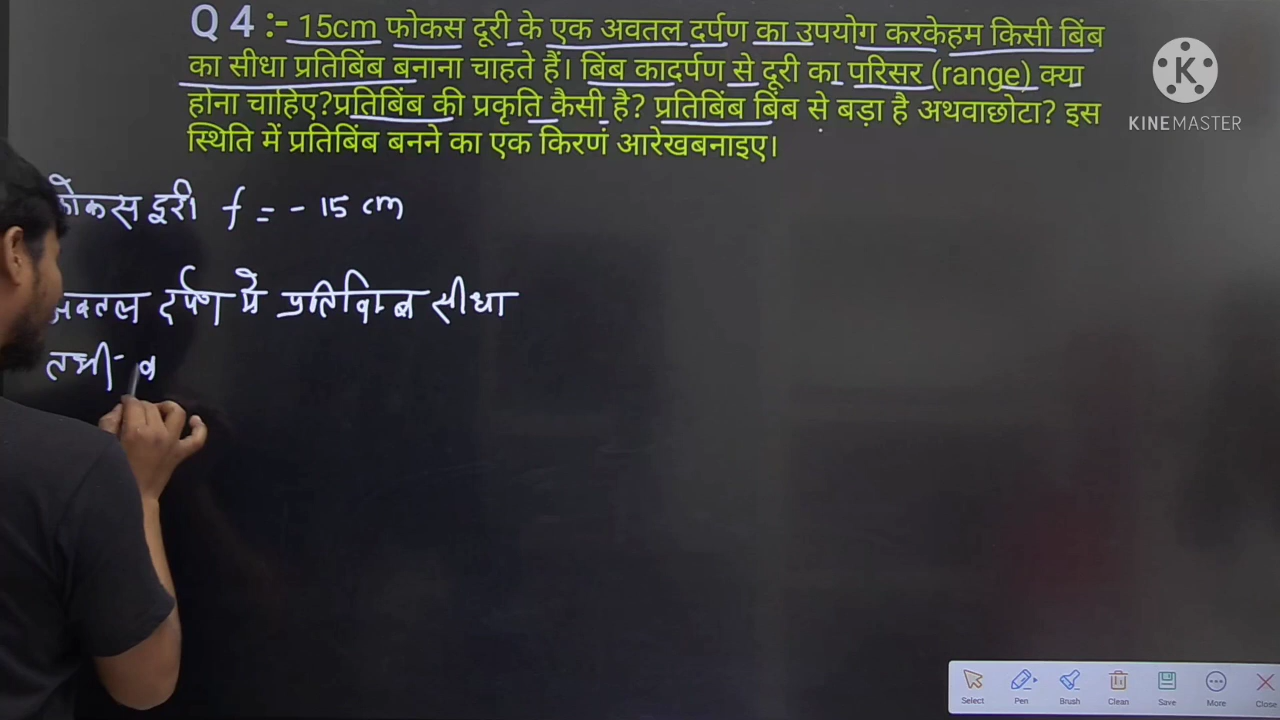 Q 4 :- 15cm फोकस दूरी के एक अवतल दर्पण का उपयोग करकेहम किसी बिंब
का सीधा प्रतिबिंब बनाना चाहते हैं। बिंब कादर्पण से दूरी का परिसर (range) क्या
होना चाहिए?प्रतिबिंब की प्रकृति कैसी है? प्रतिबिंब बिंब से बड़ा है अथवाछोटा? इस
स्थिति में प्रतिबिंब बनने का एक किरणं आरेखबनाइए।
K
KINEMASTER
फोकस दूरी f = - 15 cm
अवतल दर्पण में प्रतिबिम्ब सीधा
तभी ब
Select Pen Brush Clean Save More Close